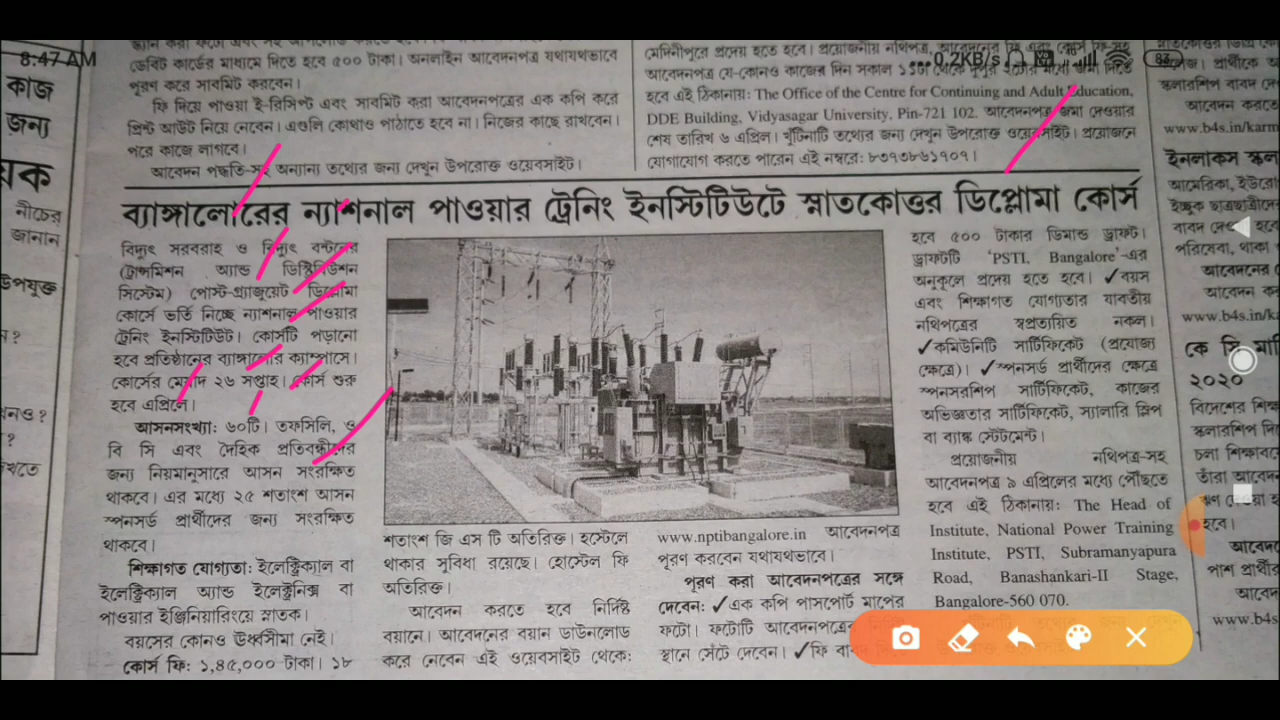 8:47 AM
0.2KB/s
83
ডেবিট কার্ডের মাধ্যমে দিতে হবে ৫০০ টাকা। অনলাইন আবেদনপত্র যথাযথভাবে
পূরণ করে সাবমিট করবেন।
ফি দিয়ে পাওয়া ই-রিসিপ্ট এবং সাবমিট করা আবেদনপত্রের এক কপি করে
প্রিন্ট আউট নিয়ে নেবেন। এগুলি কোথাও পাঠাতে হবে না। নিজের কাছে রাখবেন।
পরে কাজে লাগবে।
আবেদন পদ্ধতি-সহ অন্যান্য তথ্যের জন্য দেখুন উপরোক্ত ওয়েবসাইট।
মেদিনীপুরে প্রদেয় হতে হবে। প্রয়োজনীয় নথিপত্র, আবেদনের ফি এবং কোর্স ফি-সহ
আবেদনপত্র যে-কোনও কাজের দিন সকাল ১১টা থেকে দুপুর মধ্যে জমা দিতে
হবে এই ঠিকানায়: The Office of the Centre for Continuing and Adult Education,
DDE Building, Vidyasagar University, Pin-721 102. আবেদনপত্র জমা দেওয়ার
শেষ তারিখ ৬ এপ্রিল। খুঁটিনাটি তথ্যের জন্য দেখুন উপরোক্ত ওয়েবসাইট। প্রয়োজনে
যোগাযোগ করতে পারেন এই নম্বরে: ৮৩৭৩৮৬১৭০৭।
ব্যাঙ্গালোরের ন্যাশনাল পাওয়ার ট্রেনিং ইনস্টিটিউটে স্নাতকোত্তর ডিপ্লোমা কোর্স
বিদ্যুৎ সরবরাহ ও বিদ্যুৎ বণ্টনের
(ট্রান্সমিশন অ্যান্ড ডিস্ট্রিবিউশন
সিস্টেম) পোস্ট-গ্র্যাজুয়েট ডিপ্লোমা
কোর্সে ভর্তি নিচ্ছে ন্যাশনাল পাওয়ার
ট্রেনিং ইনস্টিটিউট। কোর্সটি পড়ানো
হবে প্রতিষ্ঠানের ব্যাঙ্গালোর ক্যাম্পাসে।
কোর্সের মেয়াদ ২৬ সপ্তাহ। কোর্স শুরু
হবে এপ্রিলে।
আসনসংখ্যা: ৬০টি। তফসিলি, ও
বি সি এবং দৈহিক প্রতিবন্ধীদের
জন্য নিয়মানুসারে আসন সংরক্ষিত
থাকবে। এর মধ্যে ২৫ শতাংশ আসন
স্পনসর্ড প্রার্থীদের জন্য সংরক্ষিত
থাকবে।
শিক্ষাগত যোগ্যতা: ইলেক্ট্রিক্যাল বা
ইলেক্ট্রিক্যাল অ্যান্ড ইলেক্ট্রনিক্স বা
পাওয়ার ইঞ্জিনিয়ারিংয়ে স্নাতক।
বয়সের কোনও ঊর্ধ্বসীমা নেই।
কোর্স ফি: ১,৪৫,০০০ টাকা। ১৮
শতাংশ জি এস টি অতিরিক্ত। হস্টেলে
থাকার সুবিধা রয়েছে। হোস্টেল ফি
অতিরিক্ত।
আবেদন করতে হবে নির্দিষ্ট
বয়ানে। আবেদনের বয়ান ডাউনলোড
করে নেবেন এই ওয়েবসাইট থেকে:
www.nptibangalore.in আবেদনপত্র
পূরণ করবেন যথাযথভাবে।
পূরণ করা আবেদনপত্রের সঙ্গে
দেবেন: ✓এক কপি পাসপোর্ট মাপের
ফটো। ফটোটি আবেদনপত্রের
স্থানে সেঁটে দেবেন। ✓ফি
হবে ৫০০ টাকার ডিমান্ড ড্রাফট।
ড্রাফটটি 'PSTI, Bangalore'-এর
অনুকূলে প্রদেয় হতে হবে। ✓বয়স
এবং শিক্ষাগত যোগ্যতার যাবতীয়
নথিপত্রের স্বপ্রত্যয়িত নকল।
✓কমিউনিটি সার্টিফিকেট (প্রযোজ্য
ক্ষেত্রে)। ✓স্পনসর্ড প্রার্থীদের ক্ষেত্রে
স্পনসরশিপ সার্টিফিকেট, কাজের
অভিজ্ঞতার সার্টিফিকেট, স্যালারি স্লিপ
বা ব্যাঙ্ক স্টেটমেন্ট।
প্রয়োজনীয় নথিপত্র-সহ
আবেদনপত্র ৯ এপ্রিলের মধ্যে পৌঁছতে
হবে এই ঠিকানায়: The Head of
Institute, National Power Training
Institute, PSTI, Subramanyapura
Road, Banashankari-II Stage,
Bangalore-560 070.
কাজ
জন্য
নীচের
জানান
www.b4s.in/karm
ইনলাকস স্কল
আমেরিকা, ইউরো
ইচ্ছুক ছাত্রছাত্রীদের
পরিষেবা, থাকা
আবেদনের
আবেদন কর
www.b4s.in/ka
২০২০
বিদেশের শিক্ষ
হবে।
পাশ প্রার্থী
www.b4s